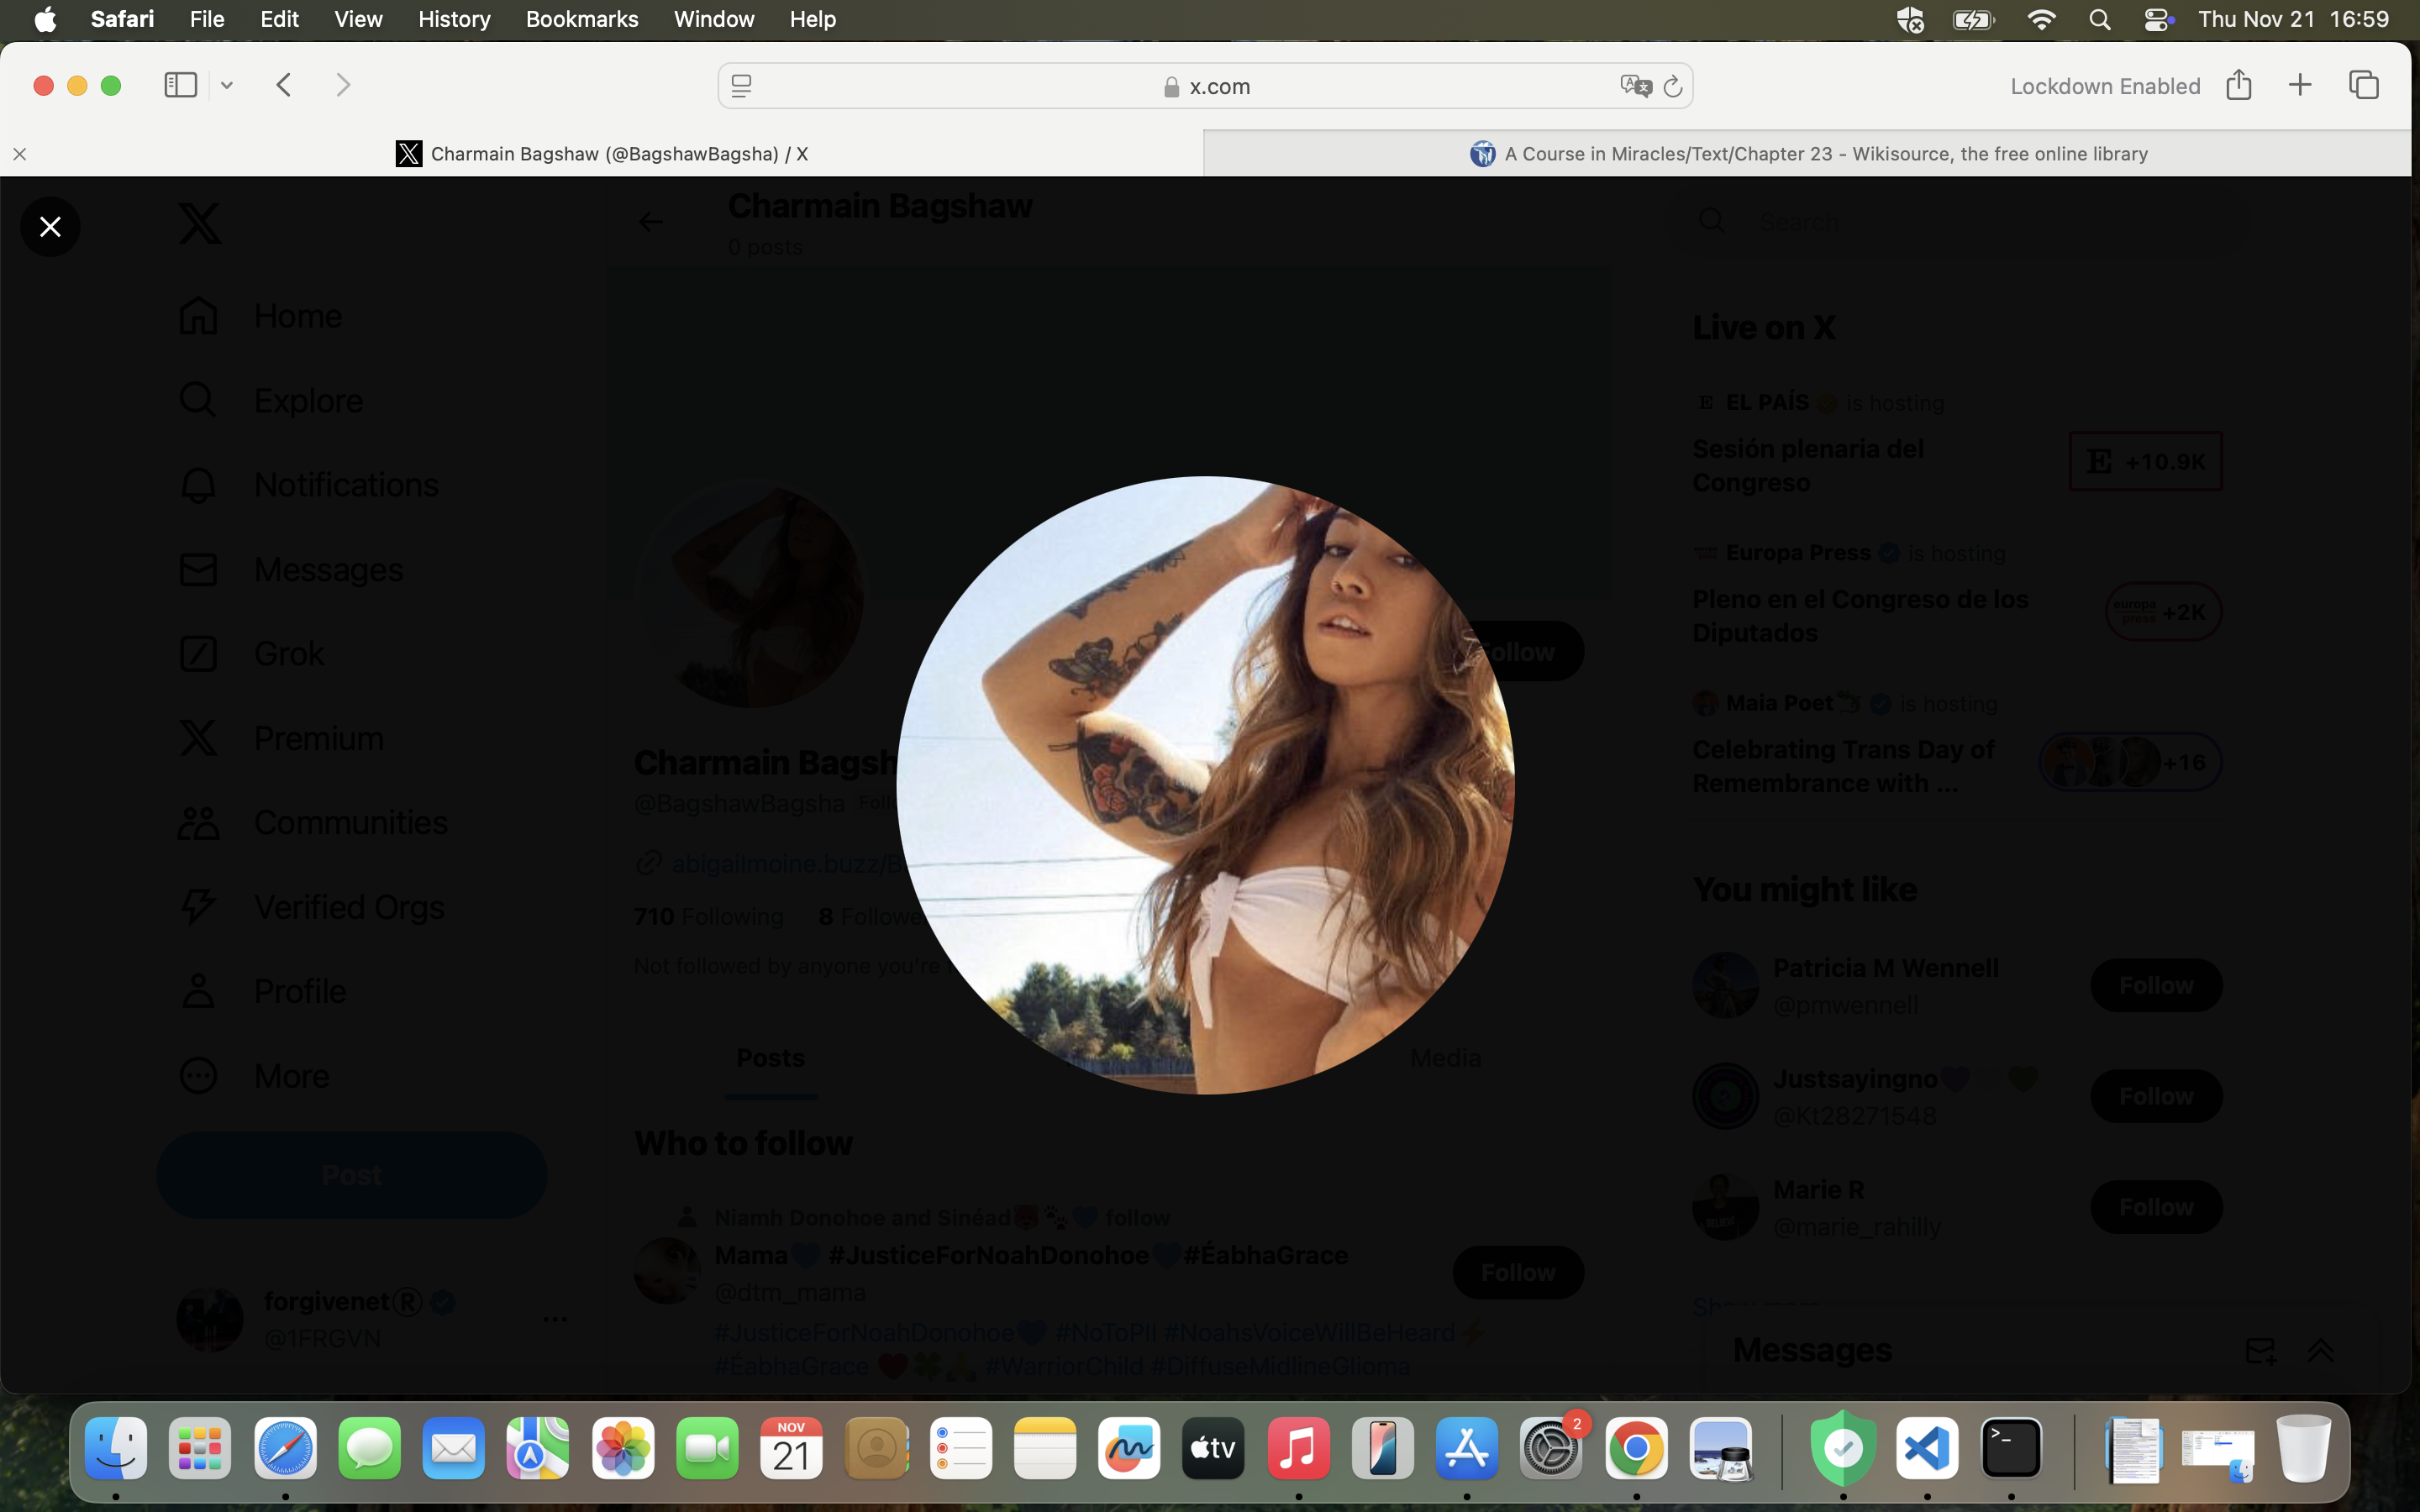 Safari File Edit View History Bookmarks Window Help Thu Nov 21 16:59
x.com Lockdown Enabled
Charmain Bagshaw (@BagshawBagsha) / X
A Course in Miracles/Text/Chapter 23 - Wikisource, the free online library
Charmain Bagshaw
0 posts
Search
Home
Explore
Notifications
Messages
Grok
Premium
Communities
Verified Orgs
Profile
More
Post
forgivenet®
@1FRGVN
Follow
Charmain Bagsh
@BagshawBagsha
abigailmoine.buzz/B
710 Following 8 Followe
Not followed by anyone you're
Posts Media
Who to follow
Niamh Donohoe and Sinéad🐻🐾💙 follow
Mama💙 #JusticeForNoahDonohoe💙#ÉabhaGrace
@dtm_mama
Follow
#JusticeForNoahDonohoe💙 #NoToPII #NoahsVoiceWillBeHeard⚡
#ÉabhaGrace ❤️🍀🙏 #WarriorChild #DiffuseMidlineGlioma
Live on X
E EL PAÍS is hosting
Sesión plenaria del
Congreso
E +10.9K
Europa Press is hosting
Pleno en el Congreso de los
Diputados
europa
press +2K
Maia Poet is hosting
Celebrating Trans Day of
Remembrance with ...
+16
You might like
Patricia M Wennell
@pmwennell
Follow
Justsayingno
@Kt28271548
Follow
Marie R
@marie_rahilly
Follow
Messages
NOV
21
tv
2